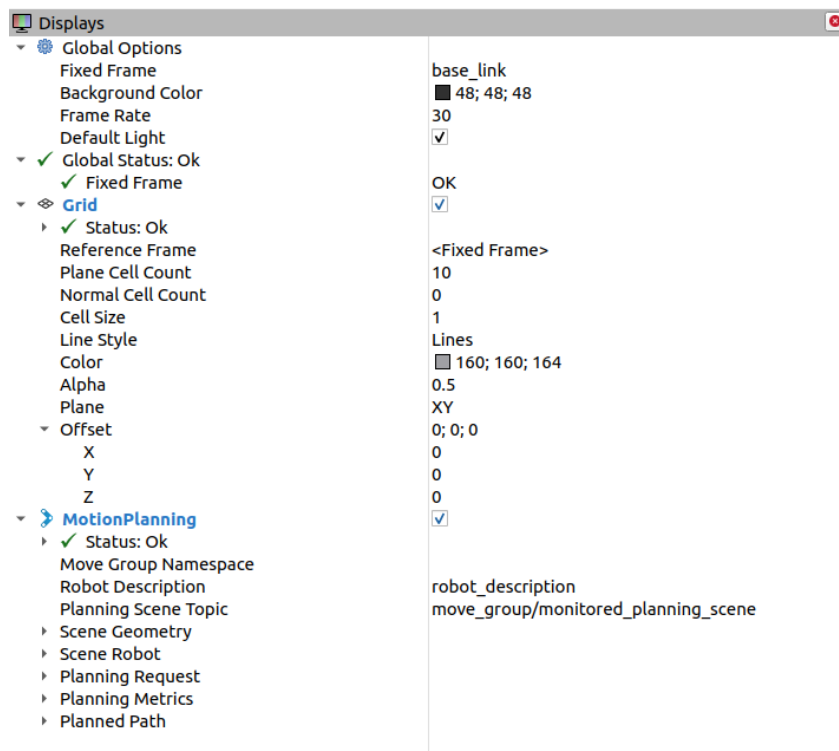 Displays
Global Options
Fixed Frame base_link
Background Color 48; 48; 48
Frame Rate 30
Default Light
Global Status: Ok
Fixed Frame OK
Grid
Status: Ok
Reference Frame <Fixed Frame>
Plane Cell Count 10
Normal Cell Count 0
Cell Size 1
Line Style Lines
Color 160; 160; 164
Alpha 0.5
Plane XY
Offset 0; 0; 0
X 0
Y 0
Z 0
MotionPlanning
Status: Ok
Move Group Namespace
Robot Description robot_description
Planning Scene Topic move_group/monitored_planning_scene
Scene Geometry
Scene Robot
Planning Request
Planning Metrics
Planned Path